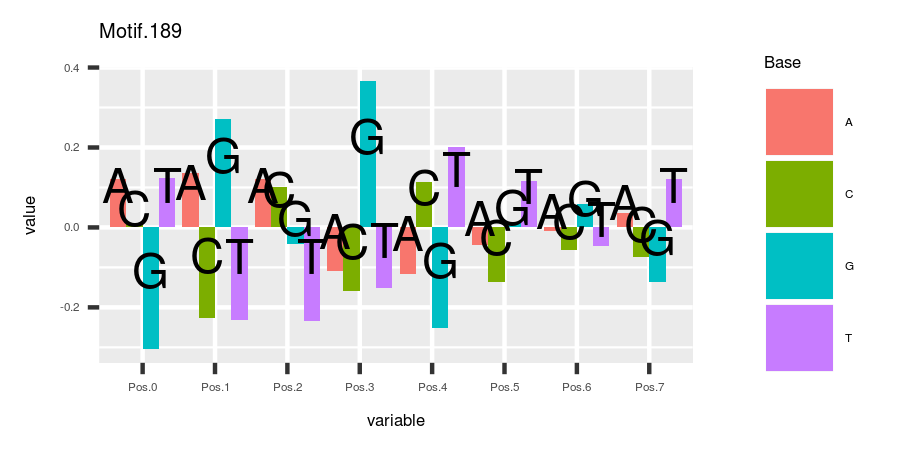 Motif.189
value
0.4
0.2
0.0
-0.2
A C G T A C G T A C G T A C G T A C G T A C G T A C G T A C G T
Pos.0 Pos.1 Pos.2 Pos.3 Pos.4 Pos.5 Pos.6 Pos.7
variable
Base
A
C
G
T